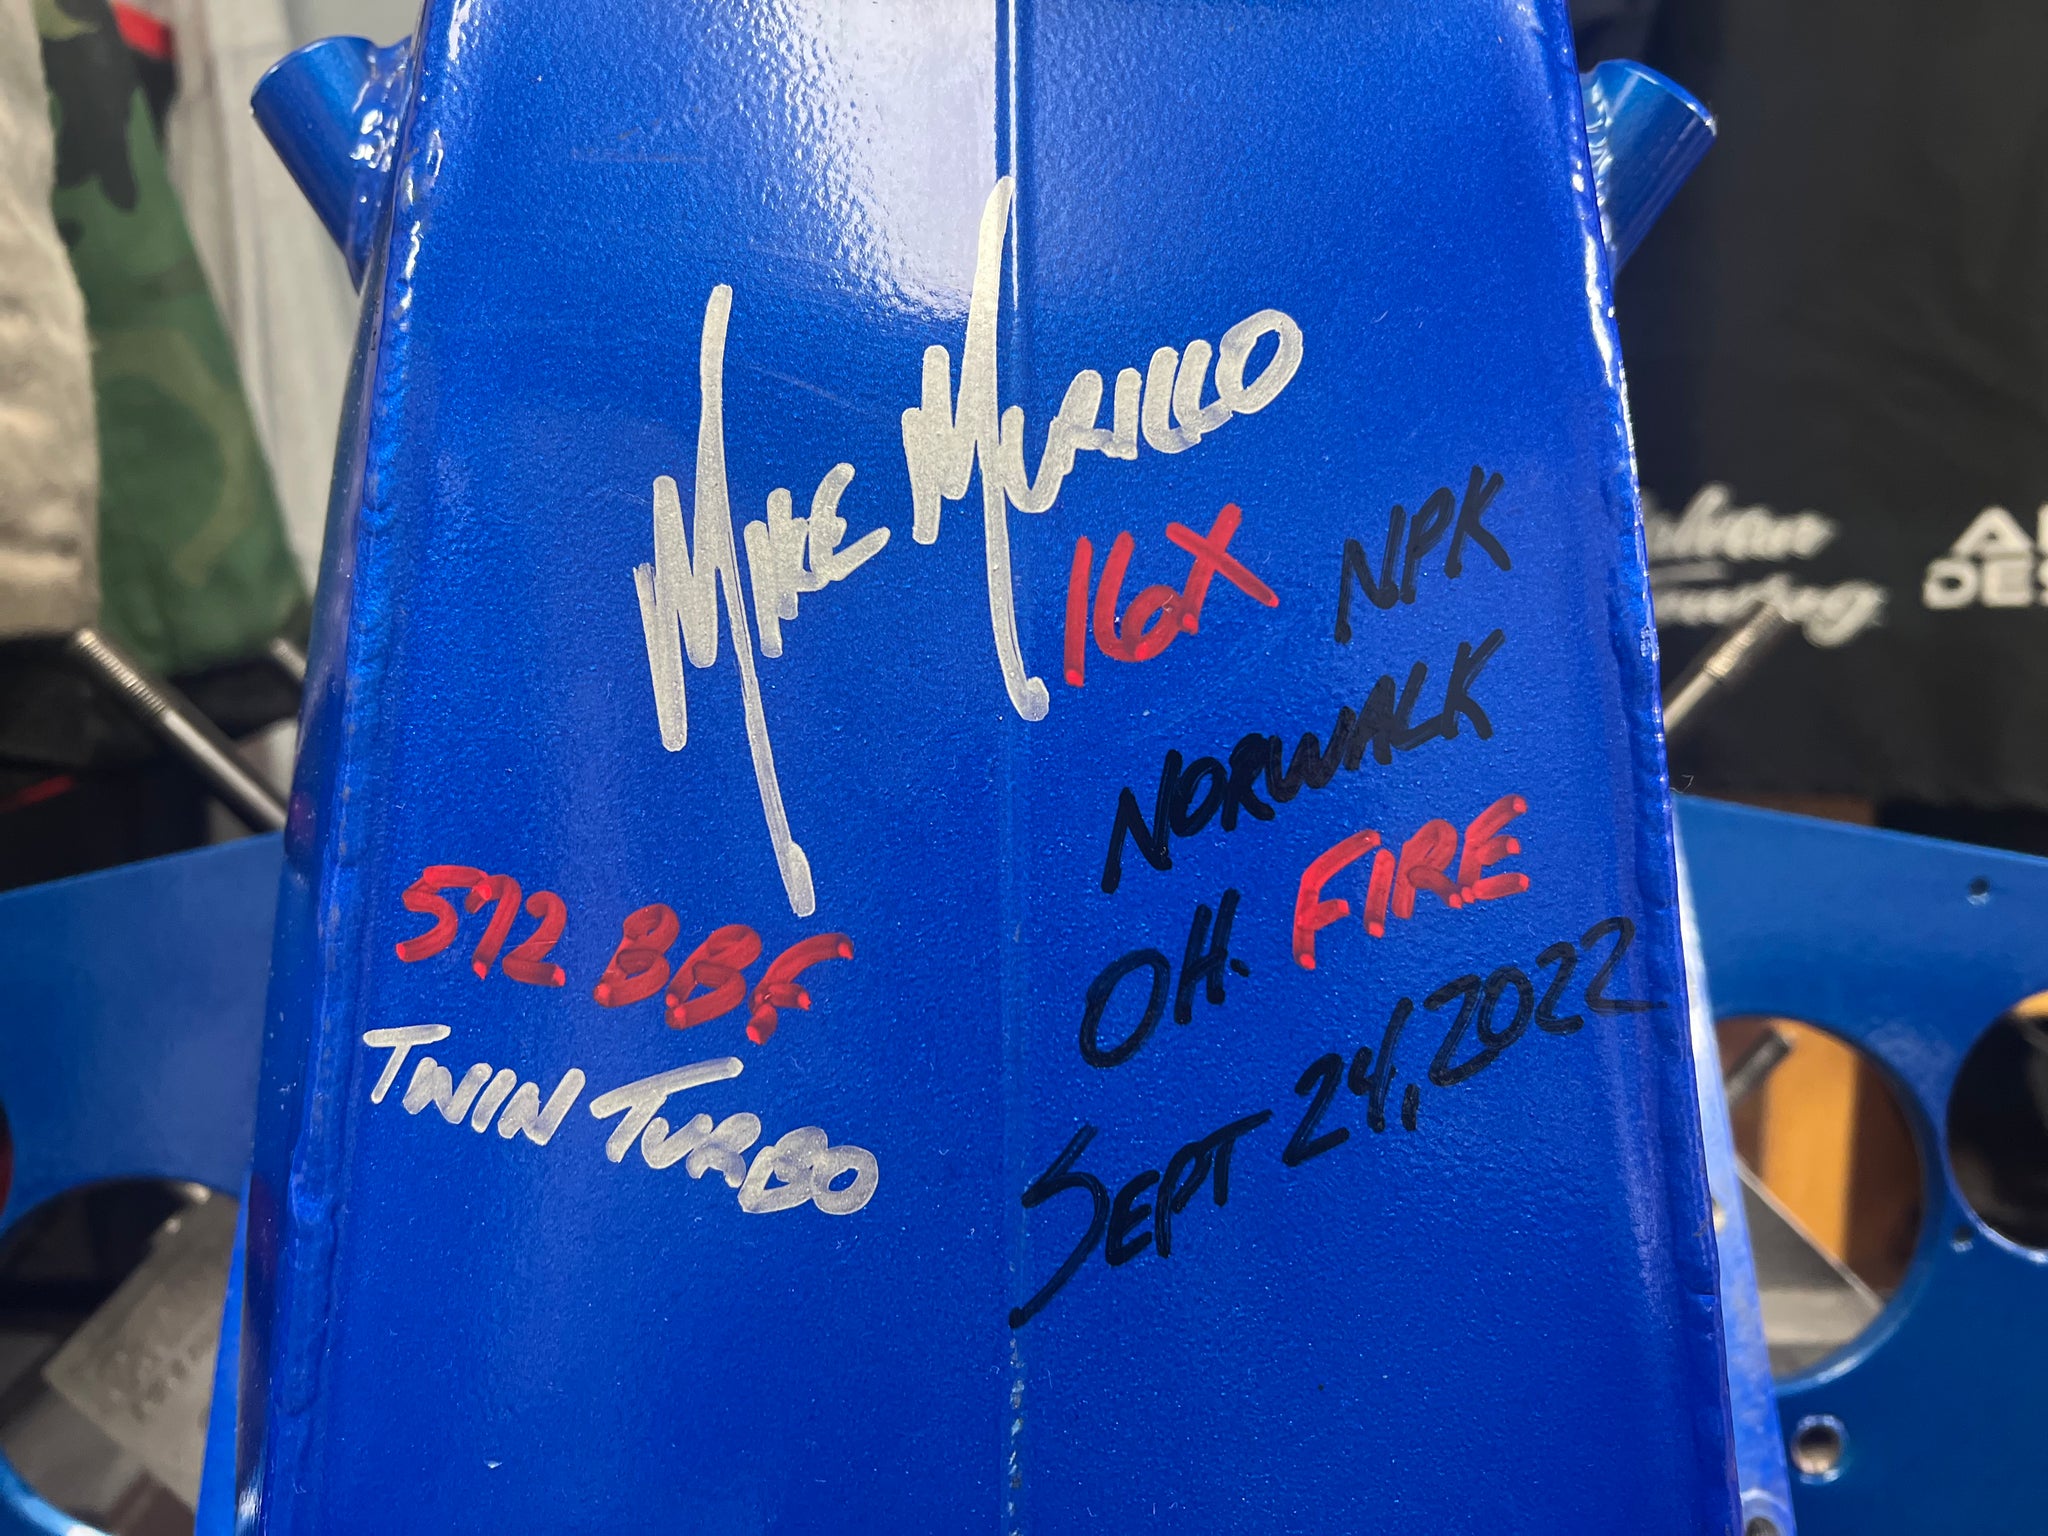 MIKE MURILLO
16X
NPK
NORWALK
OH. FIRE
SEPT 24, 2022
572 BBF
TWIN TURBO